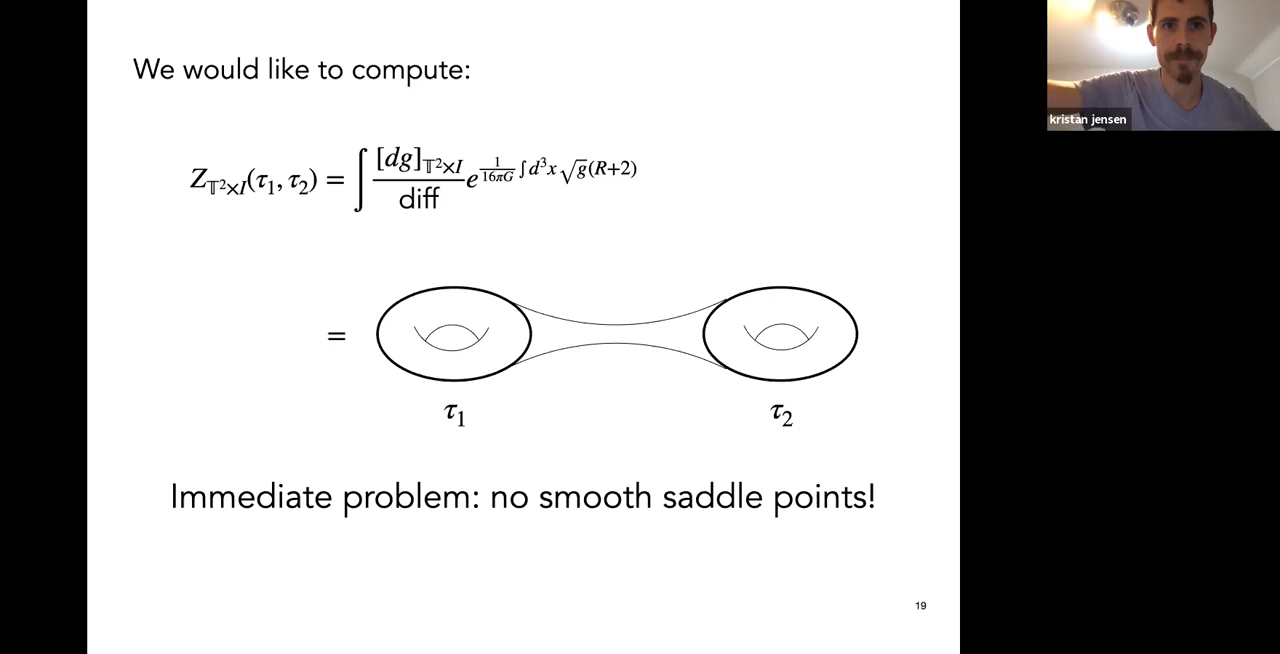 We would like to compute:
Z_{𝕋²×I}(τ₁, τ₂) = ∫ [dg]_{𝕋²×I} / diff e^{1/(16πG) ∫ d³x √g (R+2)}
=
τ₁ τ₂
Immediate problem: no smooth saddle points!
19
kristan jensen